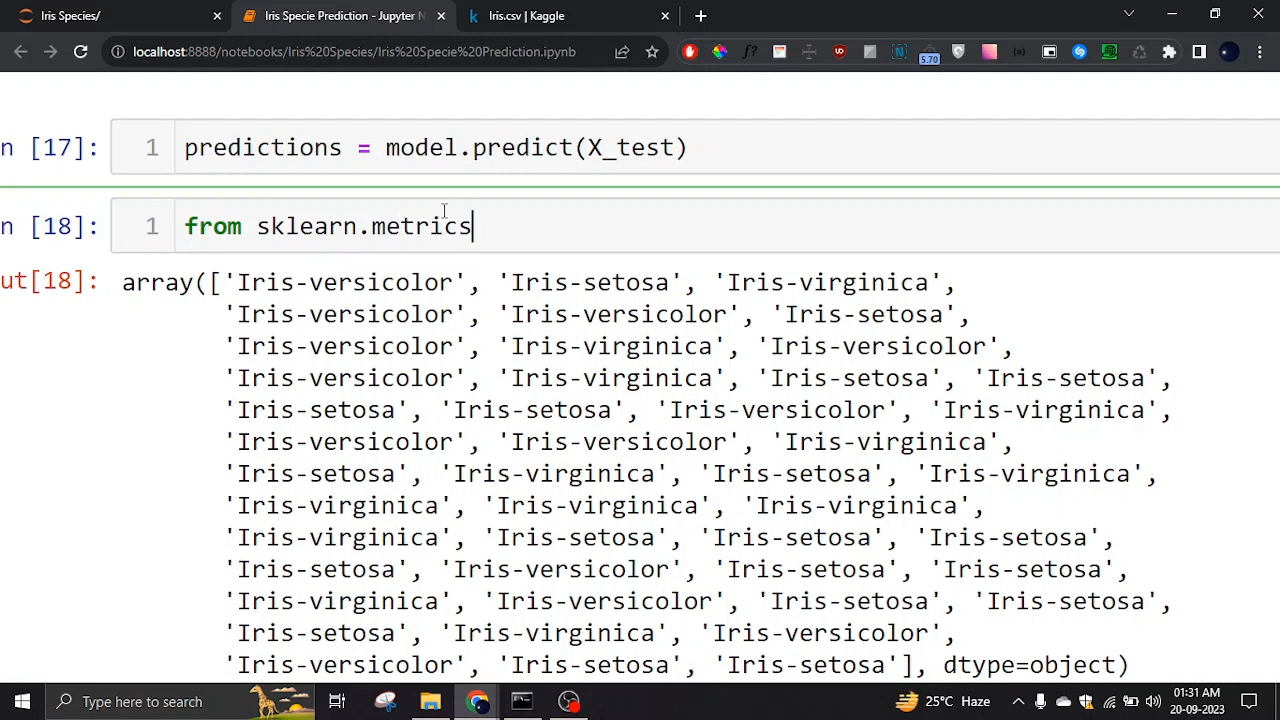 Iris Species/
Iris Specie Prediction - Jupyter N
Iris.csv | Kaggle
localhost:8888/notebooks/Iris%20Species/Iris%20Specie%20Prediction.ipynb
5.70
n [17]:
1
predictions = model.predict(X_test)
n [18]:
1
from sklearn.metrics
ut[18]:
array(['Iris-versicolor', 'Iris-setosa', 'Iris-virginica',
'Iris-versicolor', 'Iris-versicolor', 'Iris-setosa',
'Iris-versicolor', 'Iris-virginica', 'Iris-versicolor',
'Iris-versicolor', 'Iris-virginica', 'Iris-setosa', 'Iris-setosa',
'Iris-setosa', 'Iris-setosa', 'Iris-versicolor', 'Iris-virginica',
'Iris-versicolor', 'Iris-versicolor', 'Iris-virginica',
'Iris-setosa', 'Iris-virginica', 'Iris-setosa', 'Iris-virginica',
'Iris-virginica', 'Iris-virginica', 'Iris-virginica',
'Iris-virginica', 'Iris-setosa', 'Iris-setosa', 'Iris-setosa',
'Iris-setosa', 'Iris-versicolor', 'Iris-setosa', 'Iris-setosa',
'Iris-virginica', 'Iris-versicolor', 'Iris-setosa', 'Iris-setosa',
'Iris-setosa', 'Iris-virginica', 'Iris-versicolor',
'Iris-versicolor', 'Iris-setosa', 'Iris-setosa'], dtype=object)
Type here to search
25°C Haze
01:31 AM
20-09-2023
3